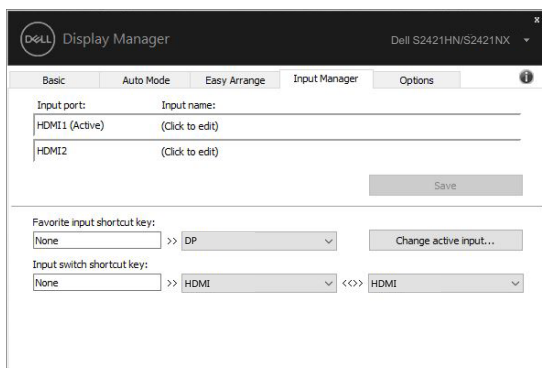 x
DELL Display Manager Dell S2421HN/S2421NX
Basic Auto Mode Easy Arrange Input Manager Options i
Input port: Input name:
HDMI1 (Active) (Click to edit)
HDMI2 (Click to edit)
Save
Favorite input shortcut key:
None >> DP Change active input...
Input switch shortcut key:
None >> HDMI <<>> HDMI